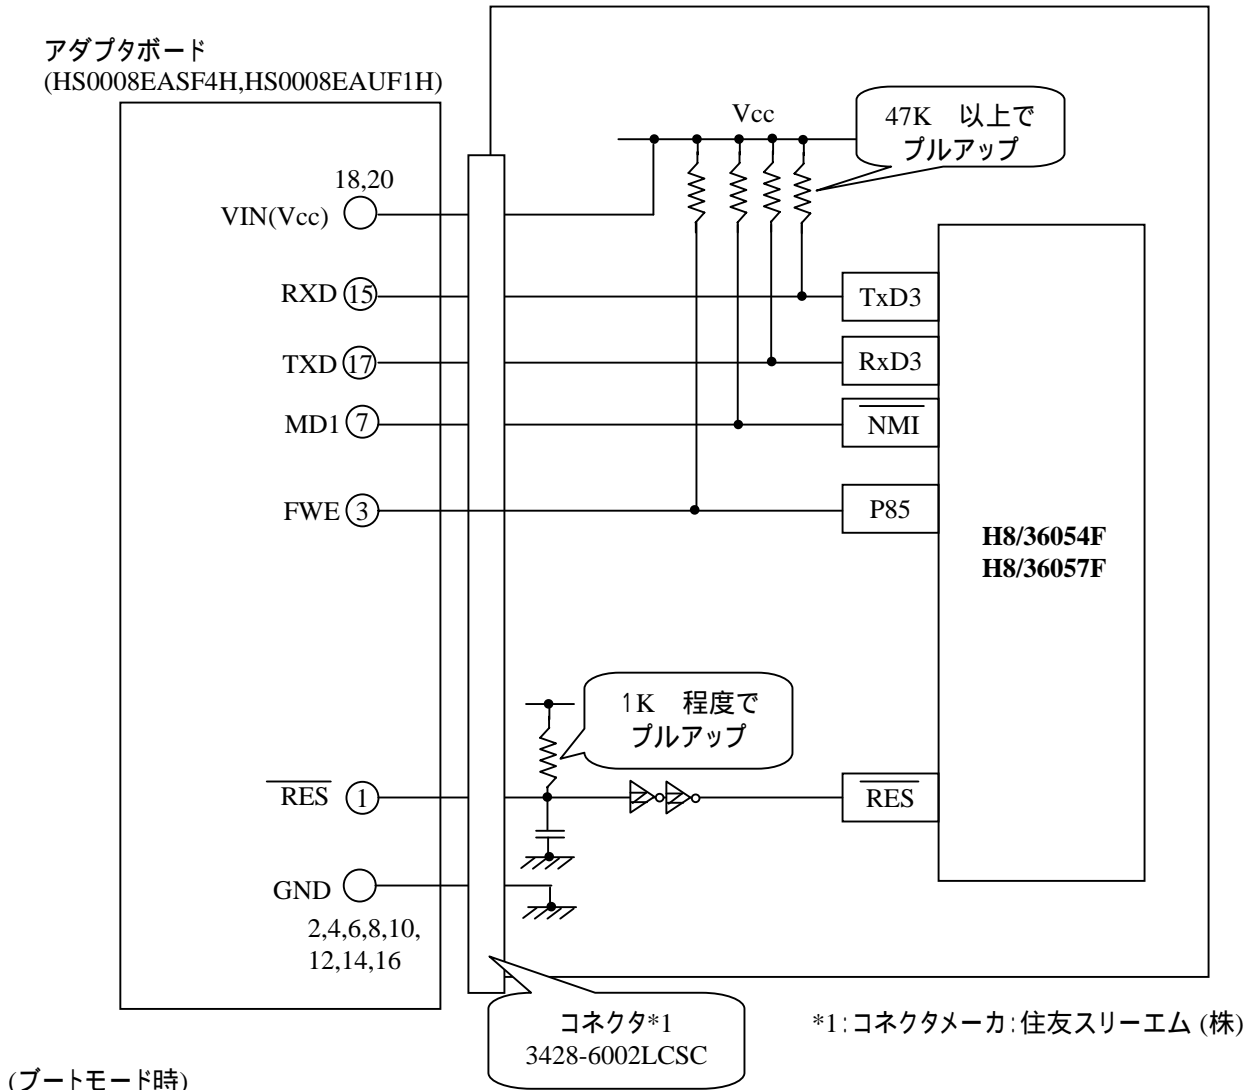 アダプタボード
(HS0008EASF4H,HS0008EAUF1H)
Vcc
47K 以上で
プルアップ
18,20
VIN(Vcc)
RXD 15
TxD3
TXD 17
RxD3
MD1 7
NMI
FWE 3
P85
H8/36054F
H8/36057F
1K 程度で
プルアップ
RES 1
RES
GND
2,4,6,8,10,
12,14,16
コネクタ*1
3428-6002LCSC
*1:コネクタメーカ:住友スリーエム (株)
(ブートモード時)